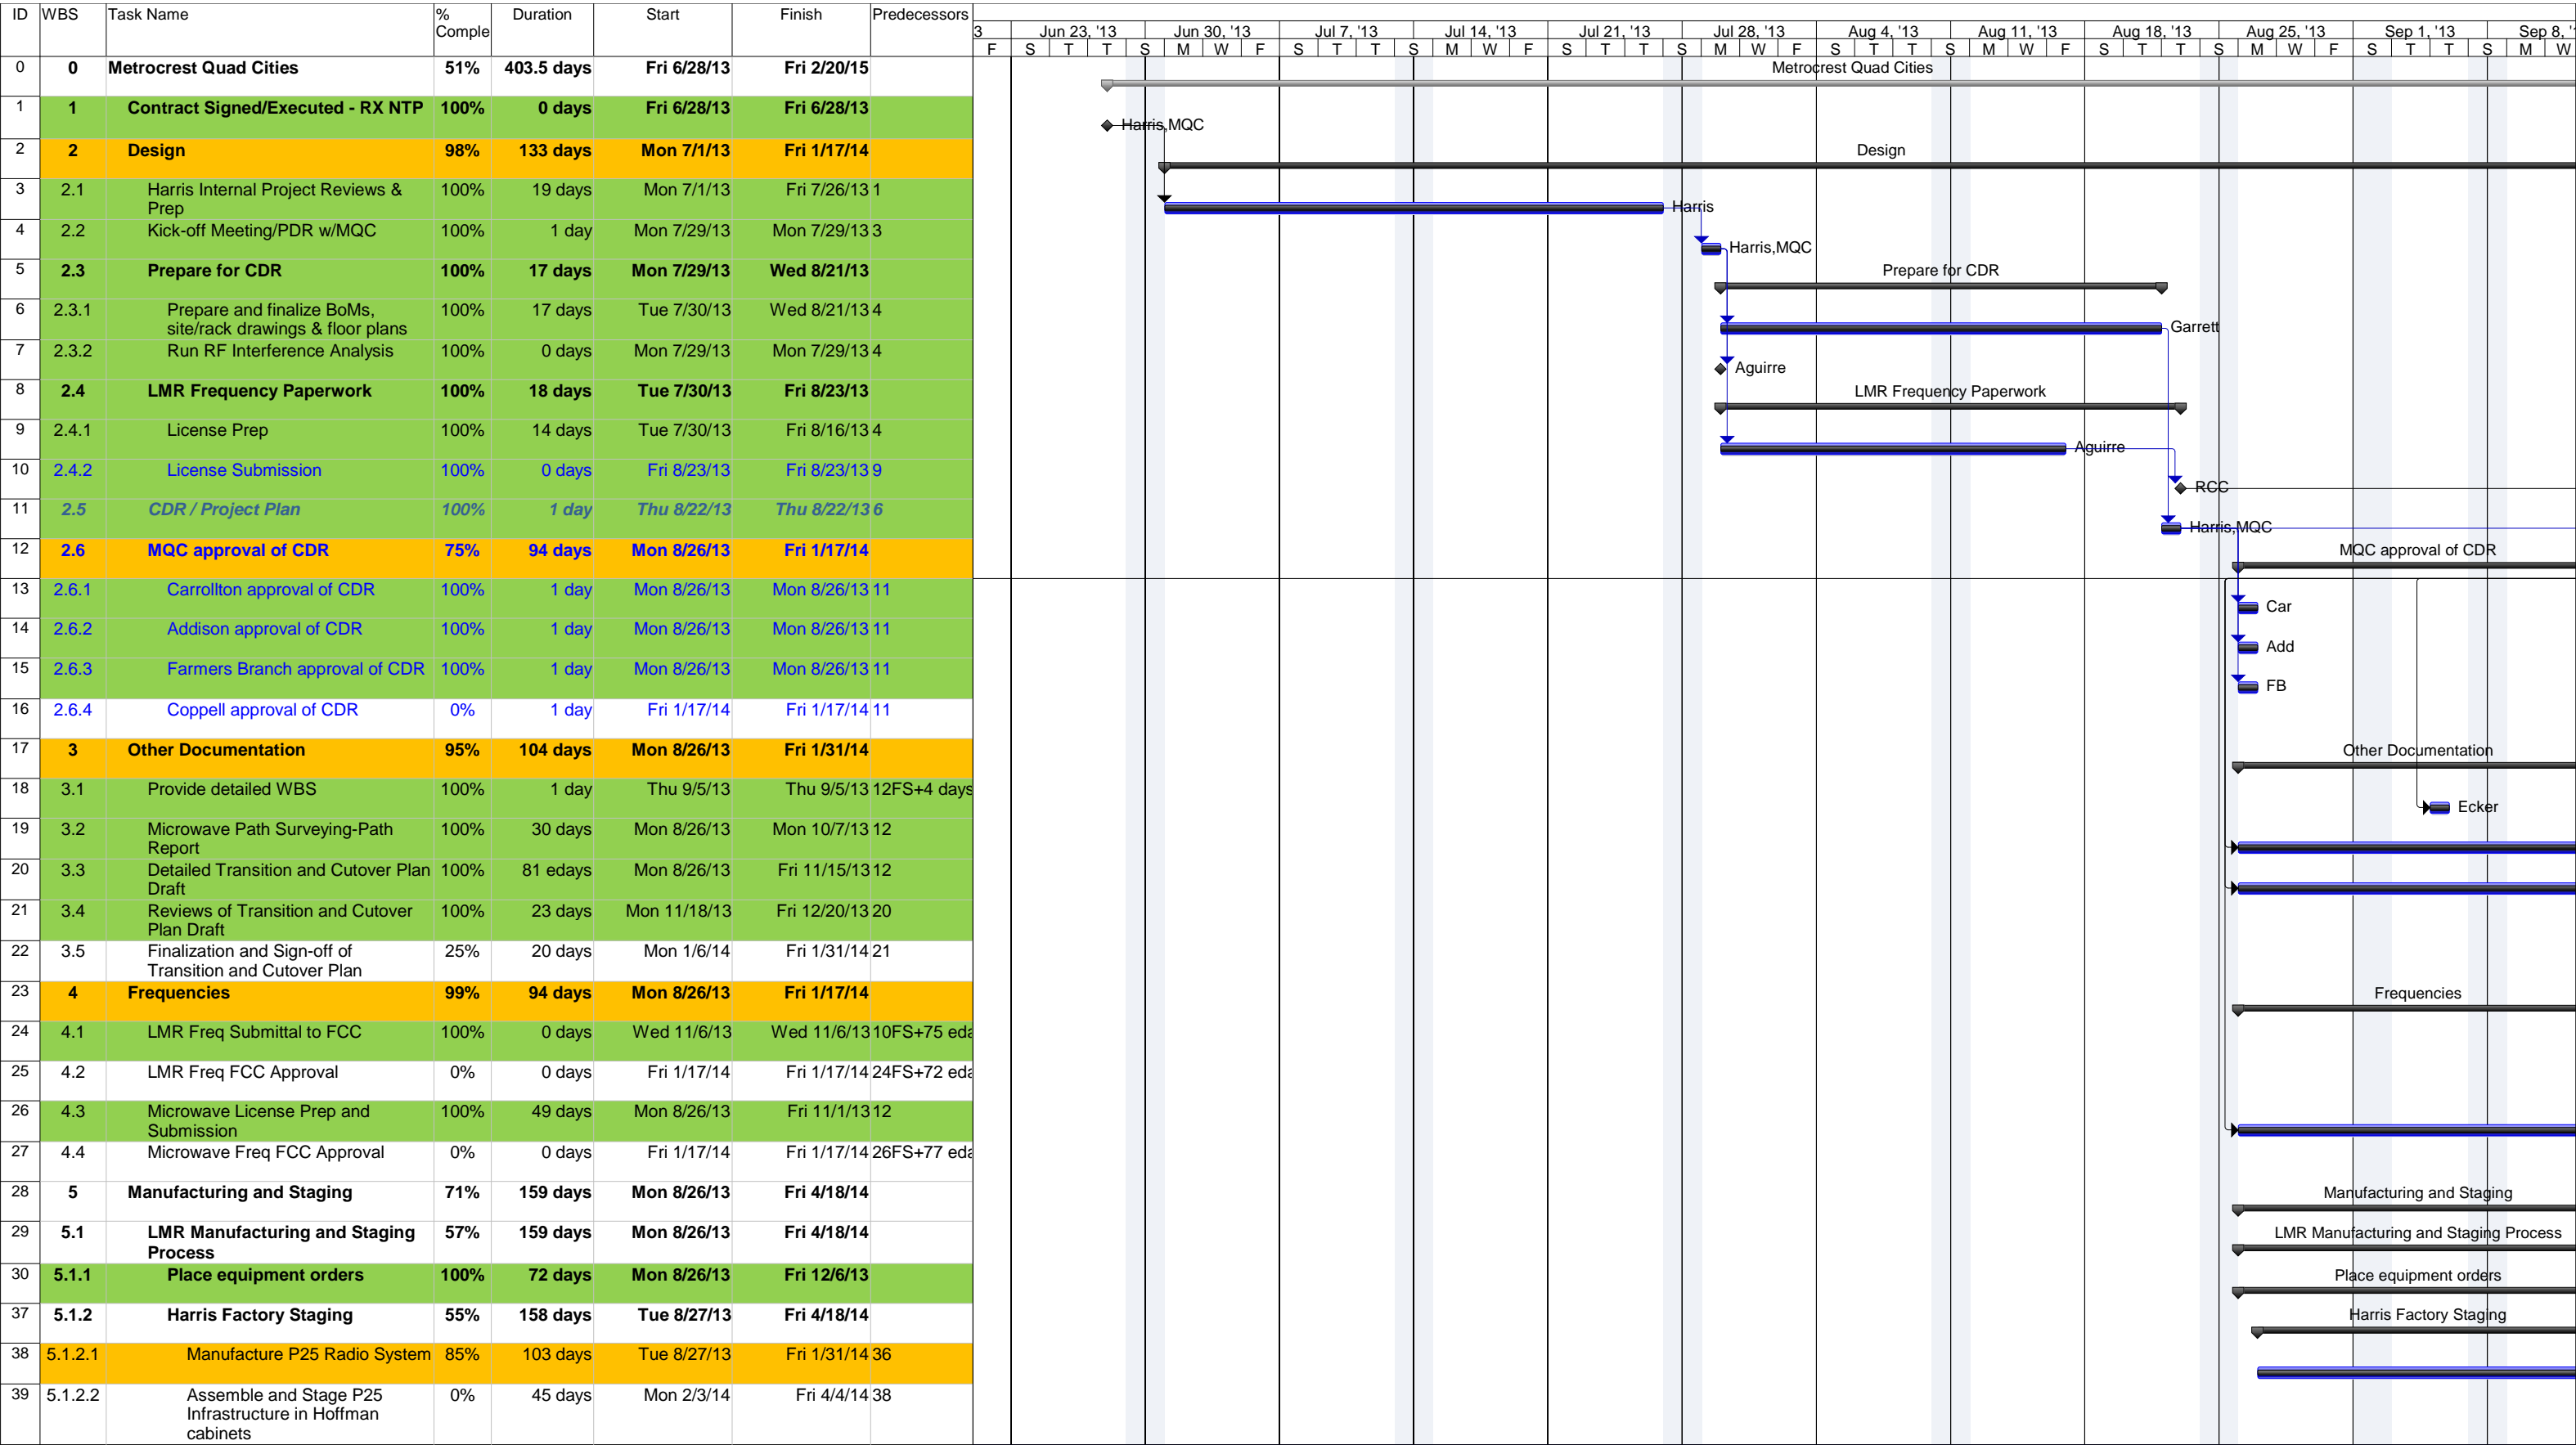 ID WBS Task Name % Comple Duration Start Finish Predecessors
3 Jun 23, '13 Jun 30, '13 Jul 7, '13 Jul 14, '13 Jul 21, '13 Jul 28, '13 Aug 4, '13 Aug 11, '13 Aug 18, '13 Aug 25, '13 Sep 1, '13 Sep 8, '
F S T T S M W F S T T S M W F S T T S M W F S T T S M W F S T T S M W F S T T S M W
0 0 Metrocrest Quad Cities 51% 403.5 days Fri 6/28/13 Fri 2/20/15 Metrocrest Quad Cities
1 1 Contract Signed/Executed - RX NTP 100% 0 days Fri 6/28/13 Fri 6/28/13
Harris,MQC
2 2 Design 98% 133 days Mon 7/1/13 Fri 1/17/14 Design
3 2.1 Harris Internal Project Reviews & 100% 19 days Mon 7/1/13 Fri 7/26/13 1
Prep Harris
4 2.2 Kick-off Meeting/PDR w/MQC 100% 1 day Mon 7/29/13 Mon 7/29/13 3
Harris,MQC
5 2.3 Prepare for CDR 100% 17 days Mon 7/29/13 Wed 8/21/13 Prepare for CDR
6 2.3.1 Prepare and finalize BoMs, 100% 17 days Tue 7/30/13 Wed 8/21/13 4
site/rack drawings & floor plans Garrett
7 2.3.2 Run RF Interference Analysis 100% 0 days Mon 7/29/13 Mon 7/29/13 4
Aguirre
8 2.4 LMR Frequency Paperwork 100% 18 days Tue 7/30/13 Fri 8/23/13 LMR Frequency Paperwork
9 2.4.1 License Prep 100% 14 days Tue 7/30/13 Fri 8/16/13 4
Aguirre
10 2.4.2 License Submission 100% 0 days Fri 8/23/13 Fri 8/23/13 9
RCC
11 2.5 CDR / Project Plan 100% 1 day Thu 8/22/13 Thu 8/22/13 6
Harris,MQC
12 2.6 MQC approval of CDR 75% 94 days Mon 8/26/13 Fri 1/17/14 MQC approval of CDR
13 2.6.1 Carrollton approval of CDR 100% 1 day Mon 8/26/13 Mon 8/26/13 11
Car
14 2.6.2 Addison approval of CDR 100% 1 day Mon 8/26/13 Mon 8/26/13 11
Add
15 2.6.3 Farmers Branch approval of CDR 100% 1 day Mon 8/26/13 Mon 8/26/13 11
FB
16 2.6.4 Coppell approval of CDR 0% 1 day Fri 1/17/14 Fri 1/17/14 11
17 3 Other Documentation 95% 104 days Mon 8/26/13 Fri 1/31/14 Other Documentation
18 3.1 Provide detailed WBS 100% 1 day Thu 9/5/13 Thu 9/5/13 12FS+4 days
Ecker
19 3.2 Microwave Path Surveying-Path 100% 30 days Mon 8/26/13 Mon 10/7/13 12
Report
20 3.3 Detailed Transition and Cutover Plan 100% 81 edays Mon 8/26/13 Fri 11/15/13 12
Draft
21 3.4 Reviews of Transition and Cutover 100% 23 days Mon 11/18/13 Fri 12/20/13 20
Plan Draft
22 3.5 Finalization and Sign-off of 25% 20 days Mon 1/6/14 Fri 1/31/14 21
Transition and Cutover Plan
23 4 Frequencies 99% 94 days Mon 8/26/13 Fri 1/17/14 Frequencies
24 4.1 LMR Freq Submittal to FCC 100% 0 days Wed 11/6/13 Wed 11/6/13 10FS+75 eda
25 4.2 LMR Freq FCC Approval 0% 0 days Fri 1/17/14 Fri 1/17/14 24FS+72 eda
26 4.3 Microwave License Prep and 100% 49 days Mon 8/26/13 Fri 11/1/13 12
Submission
27 4.4 Microwave Freq FCC Approval 0% 0 days Fri 1/17/14 Fri 1/17/14 26FS+77 eda
28 5 Manufacturing and Staging 71% 159 days Mon 8/26/13 Fri 4/18/14 Manufacturing and Staging
29 5.1 LMR Manufacturing and Staging 57% 159 days Mon 8/26/13 Fri 4/18/14 LMR Manufacturing and Staging Process
Process
30 5.1.1 Place equipment orders 100% 72 days Mon 8/26/13 Fri 12/6/13 Place equipment orders
37 5.1.2 Harris Factory Staging 55% 158 days Tue 8/27/13 Fri 4/18/14 Harris Factory Staging
38 5.1.2.1 Manufacture P25 Radio System 85% 103 days Tue 8/27/13 Fri 1/31/14 36
39 5.1.2.2 Assemble and Stage P25 0% 45 days Mon 2/3/14 Fri 4/4/14 38
Infrastructure in Hoffman
cabinets